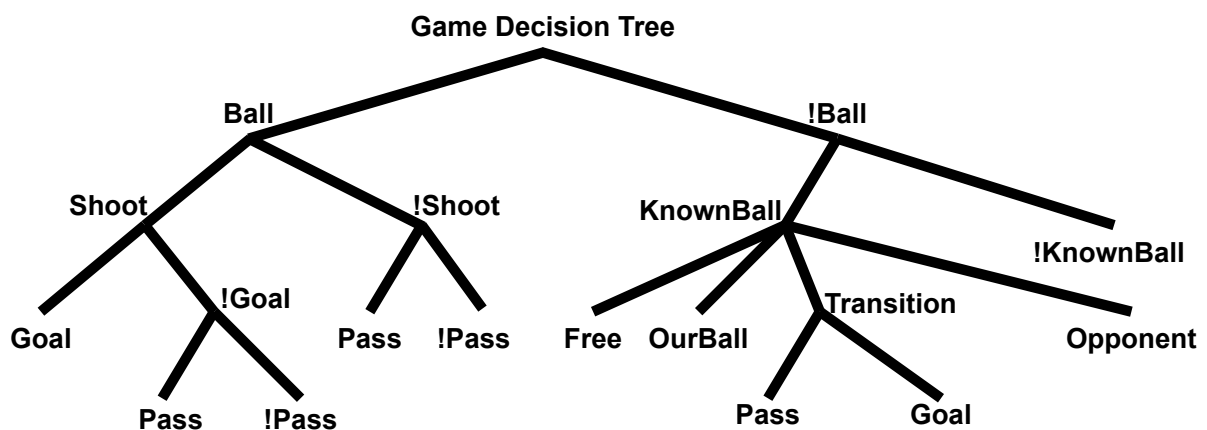 Game Decision Tree
Ball
!Ball
Shoot
!Shoot
KnownBall
!KnownBall
Goal
!Goal
Pass
!Pass
Free
OurBall
Transition
Opponent
Pass
!Pass
Pass
Goal